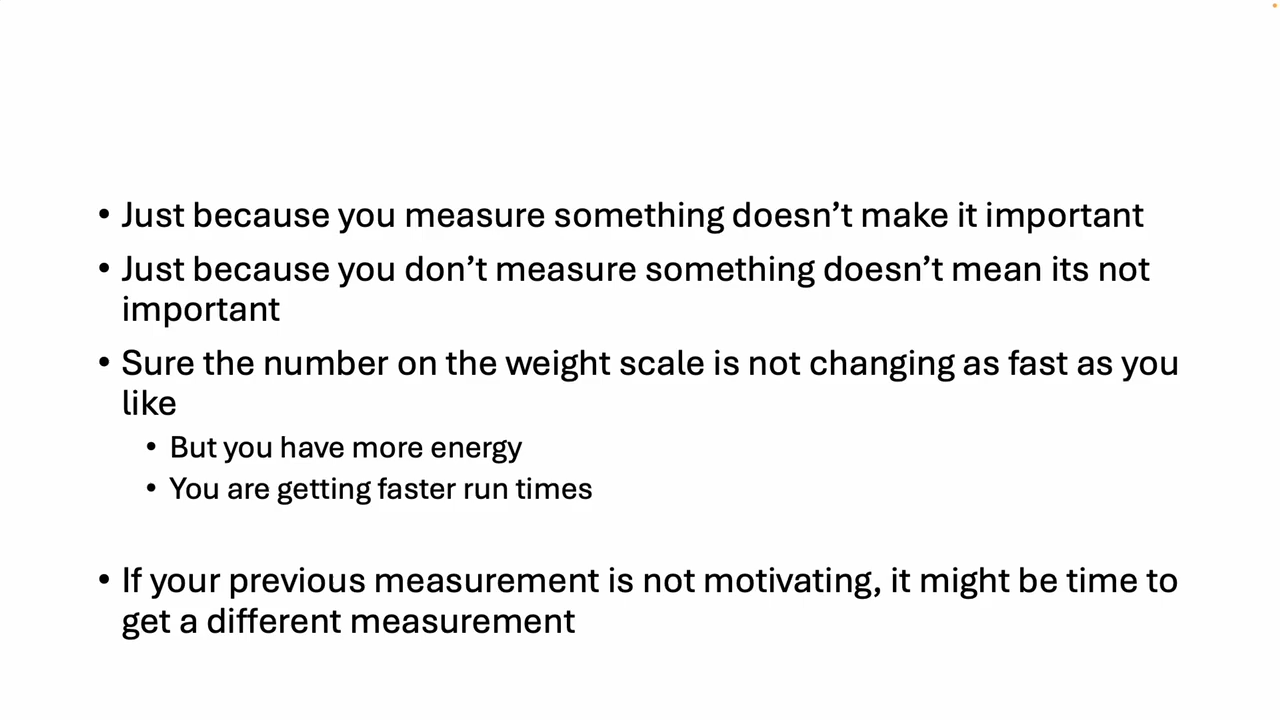 • Just because you measure something doesn’t make it important
• Just because you don’t measure something doesn’t mean its not
important
• Sure the number on the weight scale is not changing as fast as you
like
• But you have more energy
• You are getting faster run times
• If your previous measurement is not motivating, it might be time to
get a different measurement